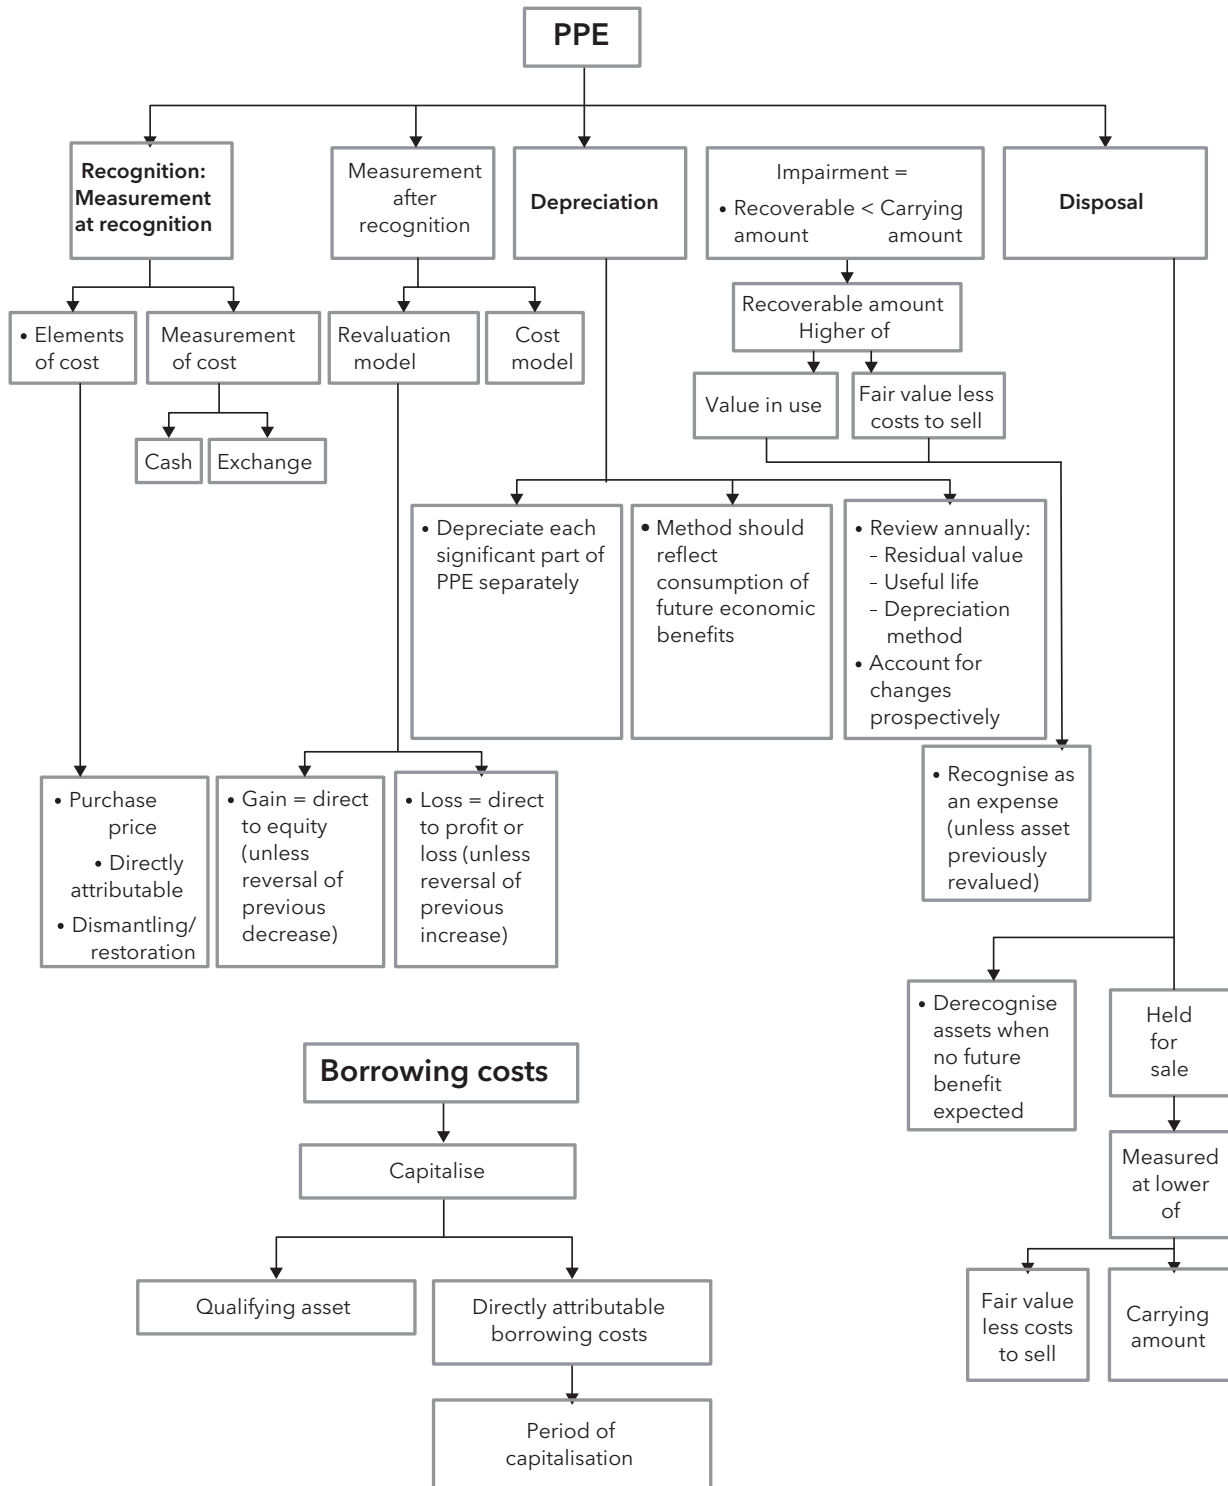 PPE
Recognition:
Measurement
at recognition
Measurement
after
recognition
Depreciation
Impairment =
• Recoverable < Carrying
amount amount
Disposal
• Elements
of cost
Measurement
of cost
Revaluation
model
Cost
model
Recoverable amount
Higher of
Cash
Exchange
Value in use
Fair value less
costs to sell
• Depreciate each
significant part of
PPE separately
• Method should
reflect
consumption of
future economic
benefits
• Review annually:
- Residual value
- Useful life
- Depreciation
method
• Account for
changes
prospectively
• Purchase
price
• Directly
attributable
• Dismantling/
restoration
• Gain = direct
to equity
(unless
reversal of
previous
decrease)
• Loss = direct
to profit or
loss (unless
reversal of
previous
increase)
• Recognise as
an expense
(unless asset
previously
revalued)
• Derecognise
assets when
no future
benefit
expected
Held
for
sale
Measured
at lower
of
Fair value
less costs
to sell
Carrying
amount
Borrowing costs
Capitalise
Qualifying asset
Directly attributable
borrowing costs
Period of
capitalisation